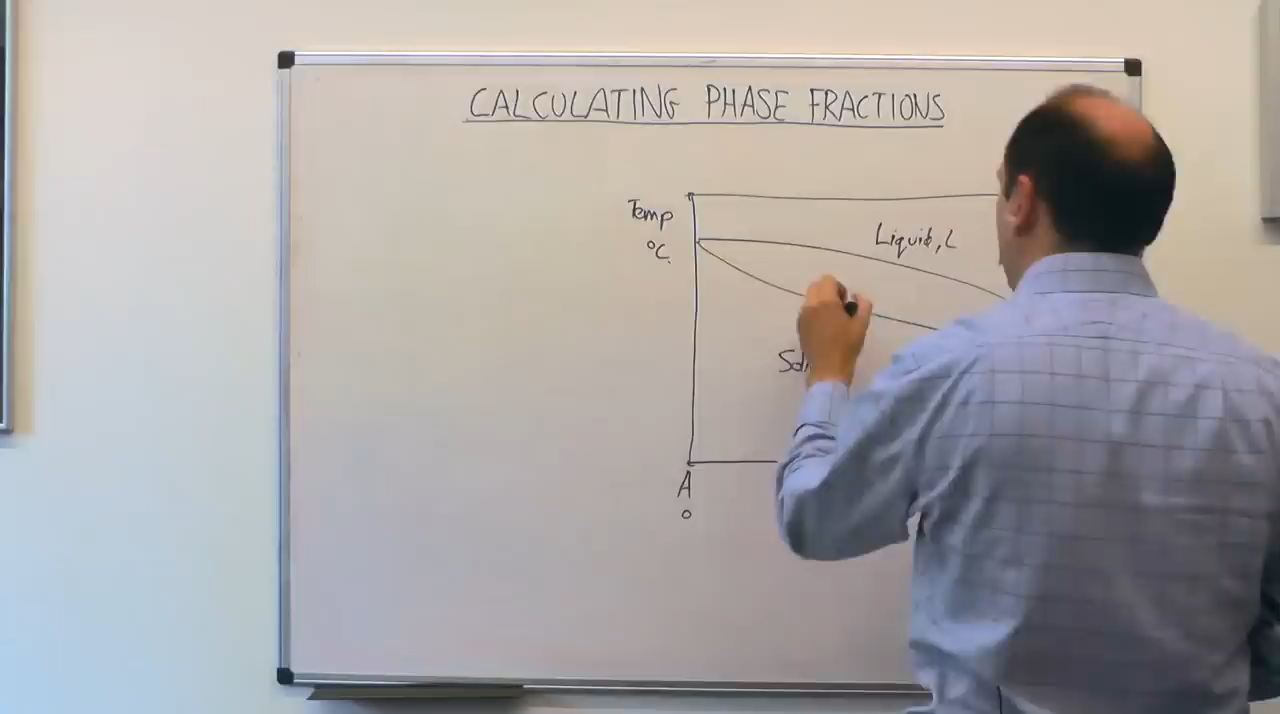 CALCULATING PHASE FRACTIONS
Temp
°C.
Liquid, L
A
0